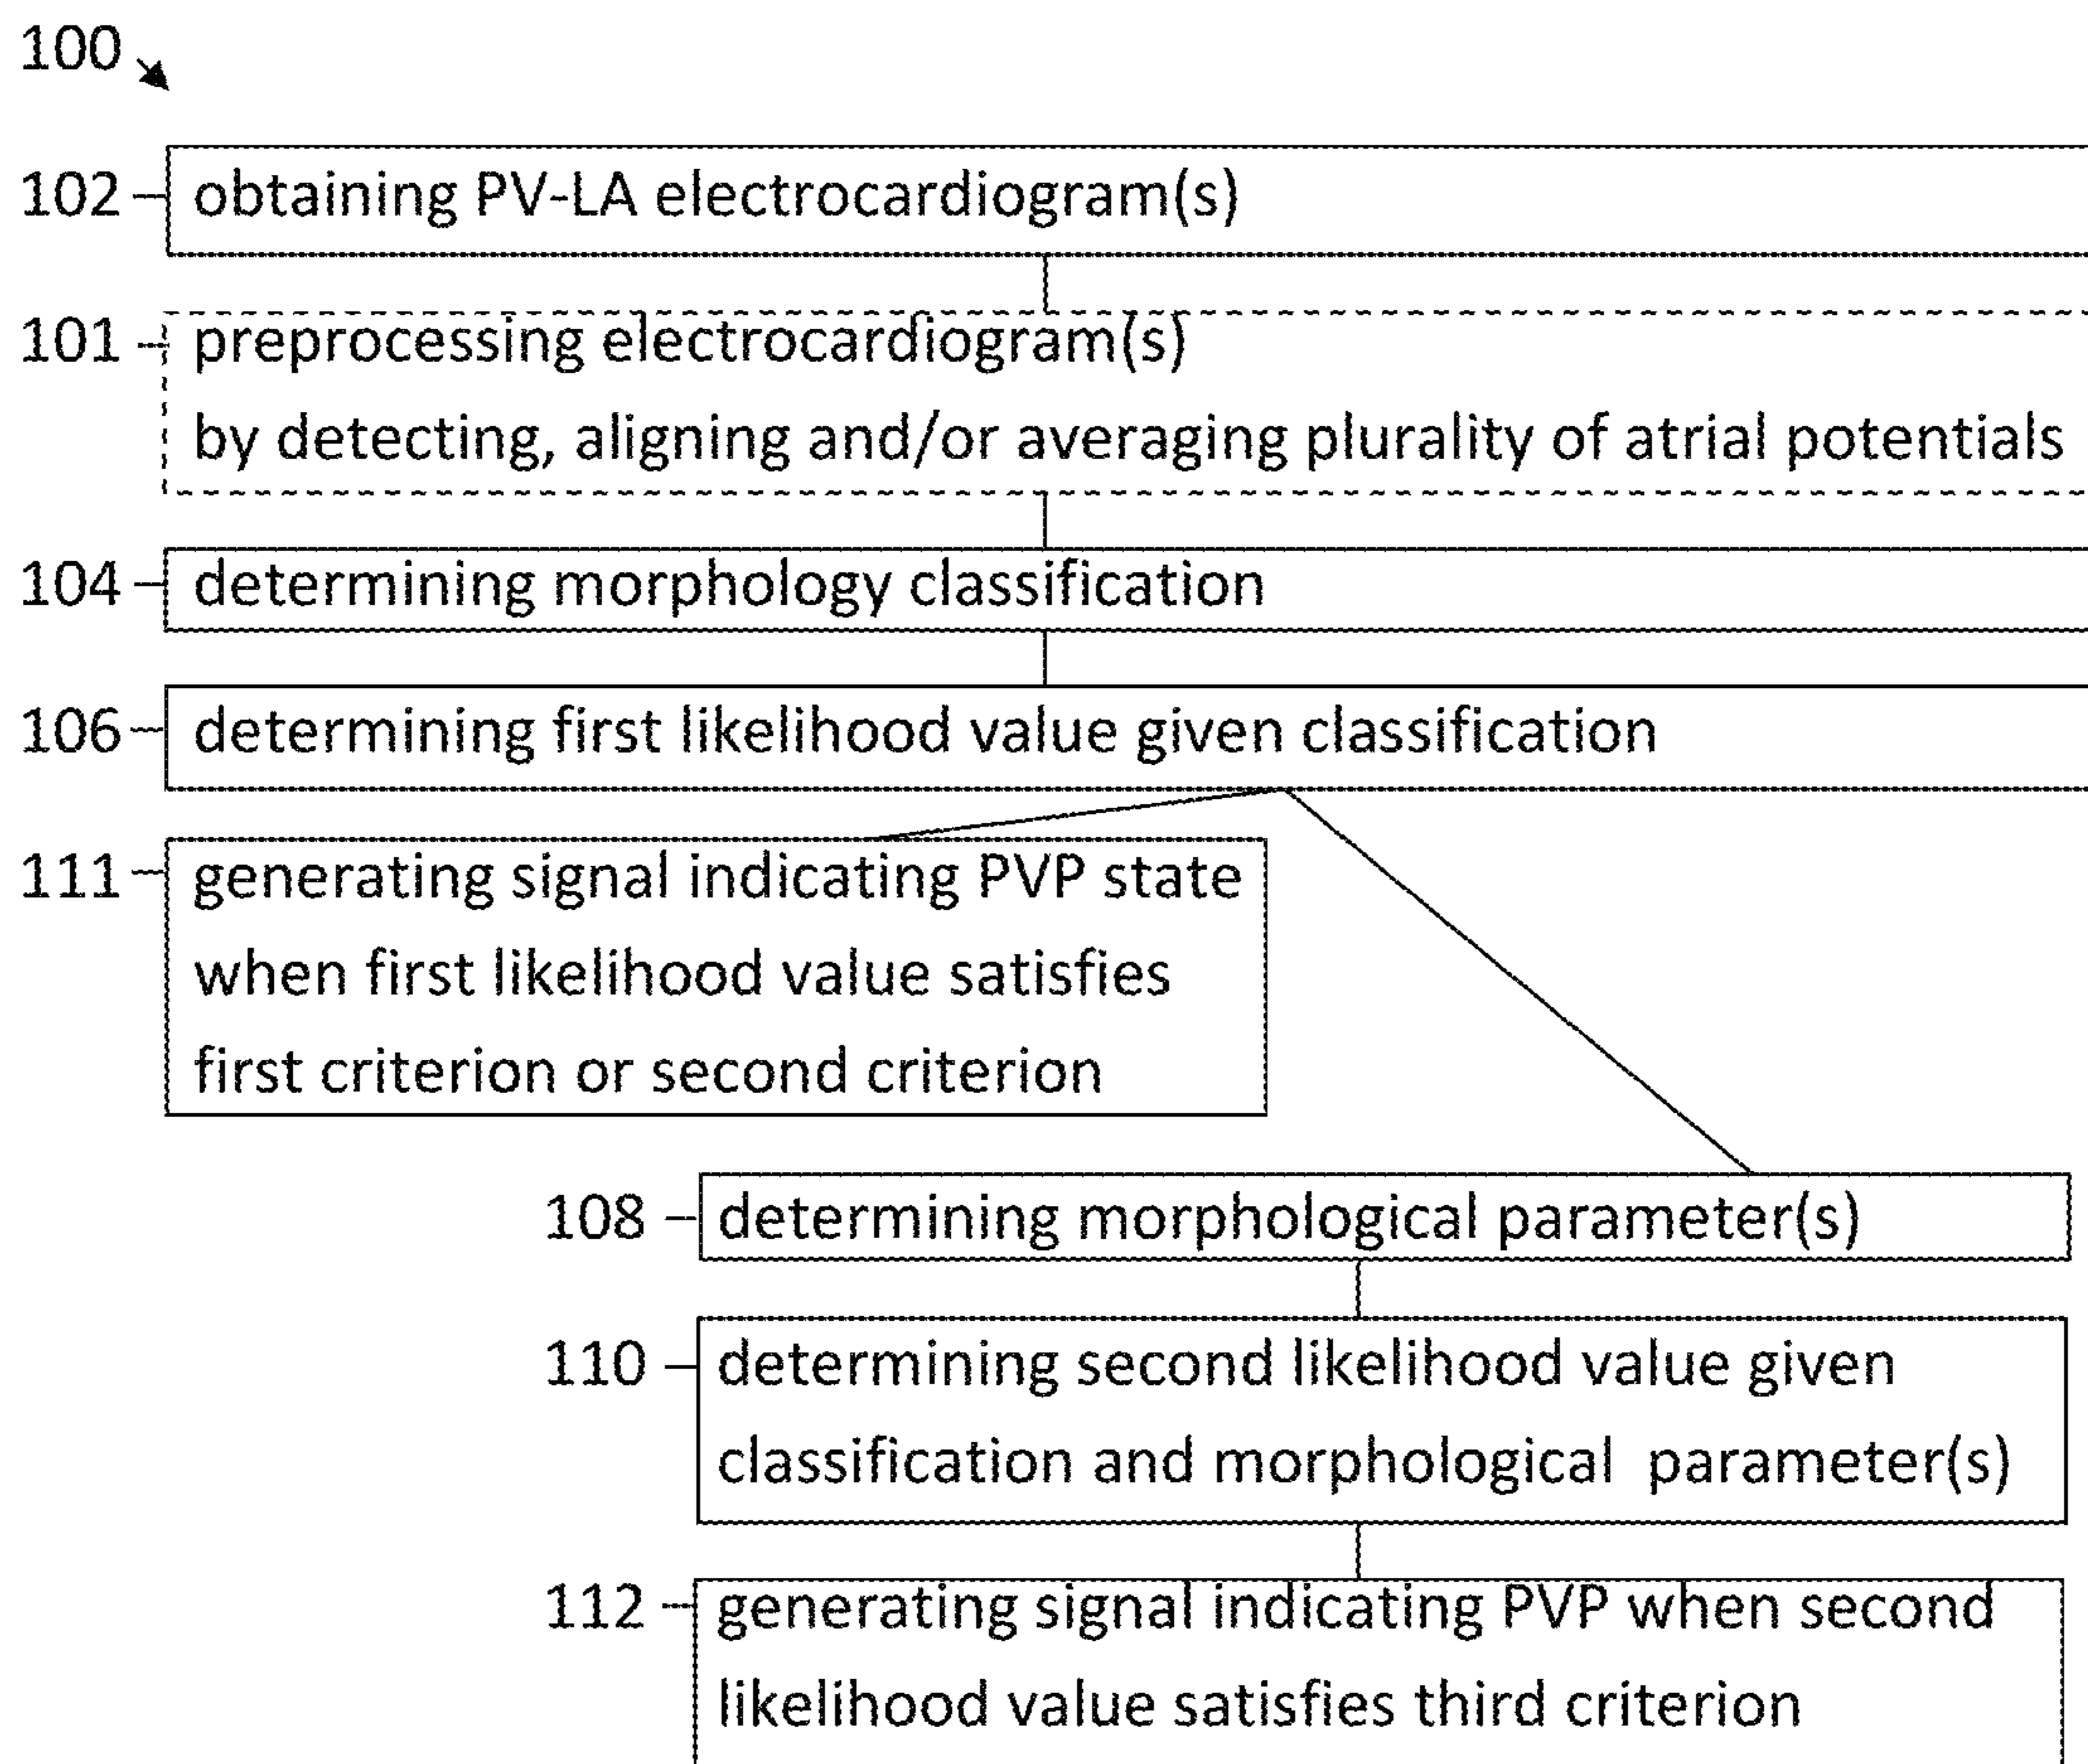 100
102 obtaining PV-LA electrocardiogram(s)
101 preprocessing electrocardiogram(s)
by detecting, aligning and/or averaging plurality of atrial potentials
104 determining morphology classification
106 determining first likelihood value given classification
111 generating signal indicating PVP state
when first likelihood value satisfies
first criterion or second criterion
108 determining morphological parameter(s)
110 determining second likelihood value given
classification and morphological parameter(s)
112 generating signal indicating PVP when second
likelihood value satisfies third criterion